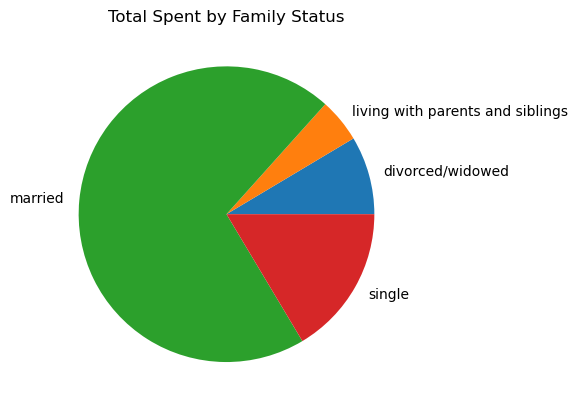 Total Spent by Family Status
living with parents and siblings
divorced/widowed
married
single